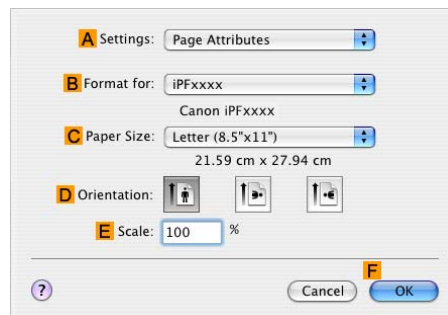 A Settings: Page Attributes
B Format for: iPFxxxx
Canon iPFxxxx
C Paper Size: Letter (8.5"x11")
21.59 cm x 27.94 cm
D Orientation:
E Scale: 100 %
F
? Cancel OK